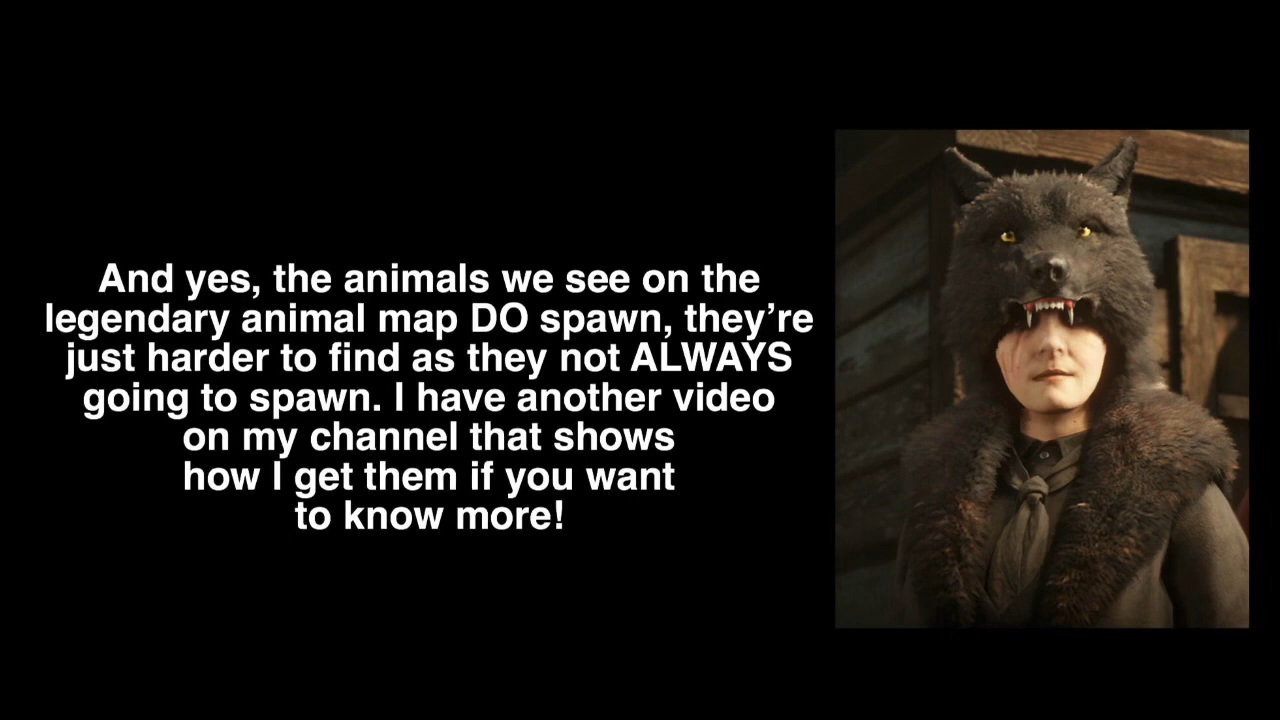 And yes, the animals we see on the
legendary animal map DO spawn, they’re
just harder to find as they not ALWAYS
going to spawn. I have another video
on my channel that shows
how I get them if you want
to know more!